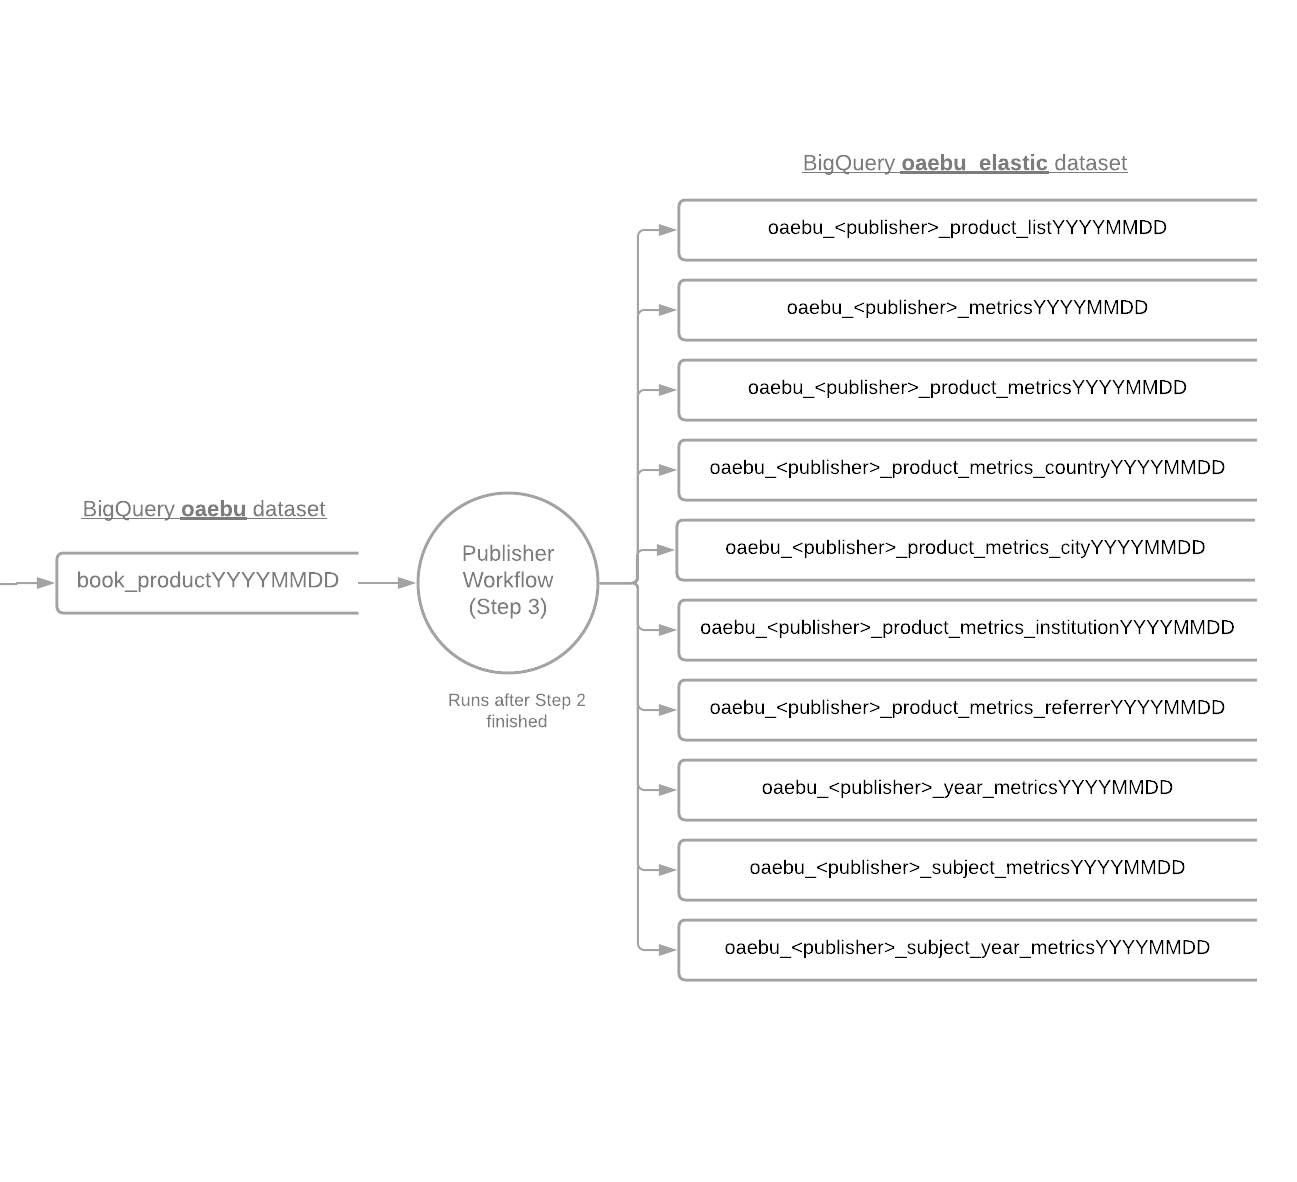 BigQuery oaebu_elastic dataset
oaebu_<publisher>_product_listYYYYMMDD
oaebu_<publisher>_metricsYYYYMMDD
oaebu_<publisher>_product_metricsYYYYMMDD
oaebu_<publisher>_product_metrics_countryYYYYMMDD
BigQuery oaebu dataset
book_productYYYYMMDD
Publisher
Workflow
(Step 3)
Runs after Step 2
finished
oaebu_<publisher>_product_metrics_cityYYYYMMDD
oaebu_<publisher>_product_metrics_institutionYYYYMMDD
oaebu_<publisher>_product_metrics_referrerYYYYMMDD
oaebu_<publisher>_year_metricsYYYYMMDD
oaebu_<publisher>_subject_metricsYYYYMMDD
oaebu_<publisher>_subject_year_metricsYYYYMMDD